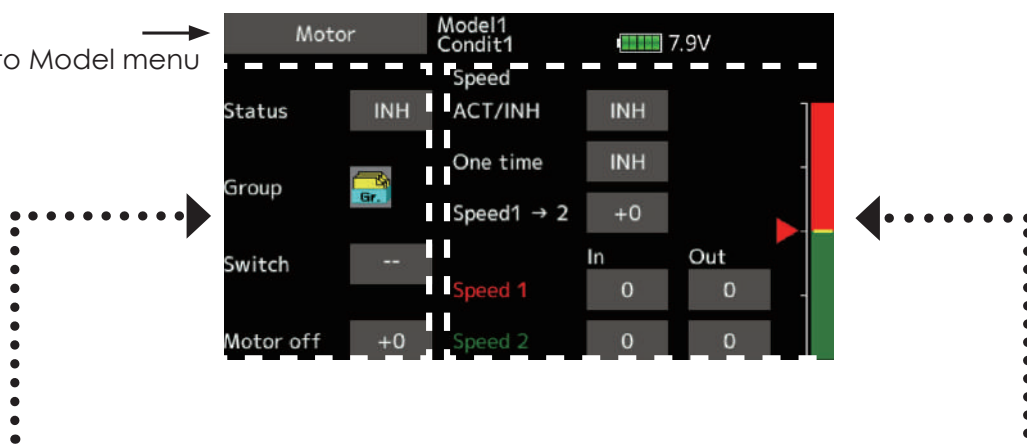 to Model menu
Motor
Model1
Condit1
7.9V
Status INH
Group Gr.
Switch --
Motor off +0
Speed
ACT/INH INH
One time INH
Speed1 → 2 +0
In Out
Speed 1 0 0
Speed 2 0 0